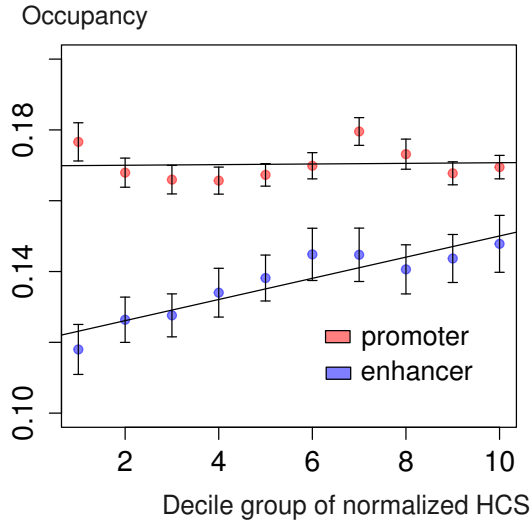 Occupancy
0.18
0.14
0.10
promoter
enhancer
2 4 6 8 10
Decile group of normalized HCS